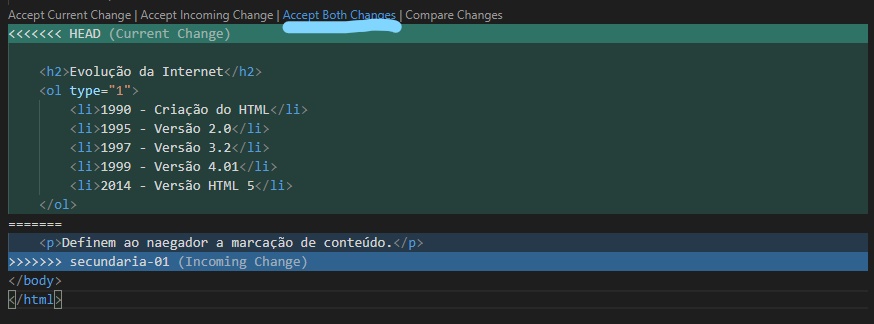 Accept Current Change | Accept Incoming Change | Accept Both Changes | Compare Changes
<<<<<<< HEAD (Current Change)
<h2>Evolução da Internet</h2>
<ol type="1">
<li>1990 - Criação do HTML</li>
<li>1995 - Versão 2.0</li>
<li>1997 - Versão 3.2</li>
<li>1999 - Versão 4.01</li>
<li>2014 - Versão HTML 5</li>
</ol>
=======
<p>Definem ao naegador a marcação de conteúdo.</p>
>>>>>>> secundaria-01 (Incoming Change)
</body>
</html>